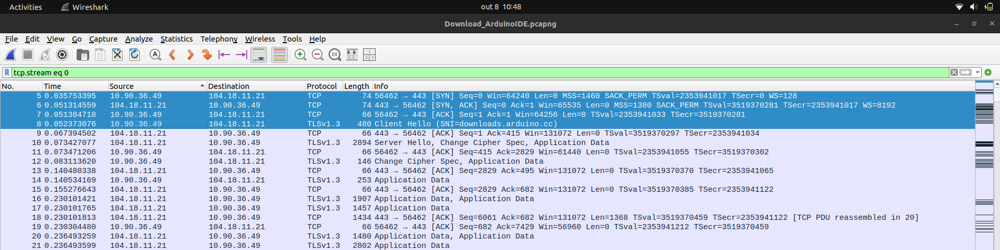 Activities Wireshark out 8 10:48
Download_ArduinoIDE.pcapng
File Edit View Go Capture Analyze Statistics Telephony Wireless Tools Help
tcp.stream eq 0
No. Time Source Destination Protocol Length Info
5 0.035753395 10.90.36.49 104.18.11.21 TCP 74 56462 → 443 [SYN] Seq=0 Win=64240 Len=0 MSS=1460 SACK_PERM TSval=2353941017 TSecr=0 WS=128
6 0.051314559 104.18.11.21 10.90.36.49 TCP 74 443 → 56462 [SYN, ACK] Seq=0 Ack=1 Win=65535 Len=0 MSS=1380 SACK_PERM TSval=3519370281 TSecr=2353941017 WS=8192
7 0.051384718 10.90.36.49 104.18.11.21 TCP 66 56462 → 443 [ACK] Seq=1 Ack=1 Win=64256 Len=0 TSval=2353941033 TSecr=3519370281
8 0.052373076 10.90.36.49 104.18.11.21 TLSv1.3 480 Client Hello (SNI=downloads.arduino.cc)
9 0.067394502 104.18.11.21 10.90.36.49 TCP 66 443 → 56462 [ACK] Seq=1 Ack=415 Win=131072 Len=0 TSval=3519370297 TSecr=2353941034
10 0.073427077 104.18.11.21 10.90.36.49 TLSv1.3 2894 Server Hello, Change Cipher Spec, Application Data
11 0.073471206 10.90.36.49 104.18.11.21 TCP 66 56462 → 443 [ACK] Seq=415 Ack=2829 Win=61440 Len=0 TSval=2353941055 TSecr=3519370302
12 0.083113620 10.90.36.49 104.18.11.21 TLSv1.3 146 Change Cipher Spec, Application Data
13 0.140480338 104.18.11.21 10.90.36.49 TCP 66 443 → 56462 [ACK] Seq=2829 Ack=495 Win=131072 Len=0 TSval=3519370370 TSecr=2353941065
14 0.140534169 10.90.36.49 104.18.11.21 TLSv1.3 253 Application Data
15 0.155276643 104.18.11.21 10.90.36.49 TCP 66 443 → 56462 [ACK] Seq=2829 Ack=682 Win=131072 Len=0 TSval=3519370385 TSecr=2353941122
16 0.230101421 104.18.11.21 10.90.36.49 TLSv1.3 1907 Application Data, Application Data
17 0.230101765 104.18.11.21 10.90.36.49 TLSv1.3 1457 Application Data
18 0.230101813 104.18.11.21 10.90.36.49 TCP 1434 443 → 56462 [ACK] Seq=6061 Ack=682 Win=131072 Len=1368 TSval=3519370459 TSecr=2353941122 [TCP PDU reassembled in 20]
19 0.230304480 10.90.36.49 104.18.11.21 TCP 66 56462 → 443 [ACK] Seq=682 Ack=7429 Win=56960 Len=0 TSval=2353941212 TSecr=3519370459
20 0.236493259 104.18.11.21 10.90.36.49 TLSv1.3 1480 Application Data, Application Data
21 0.236493599 104.18.11.21 10.90.36.49 TLSv1.3 2802 Application Data